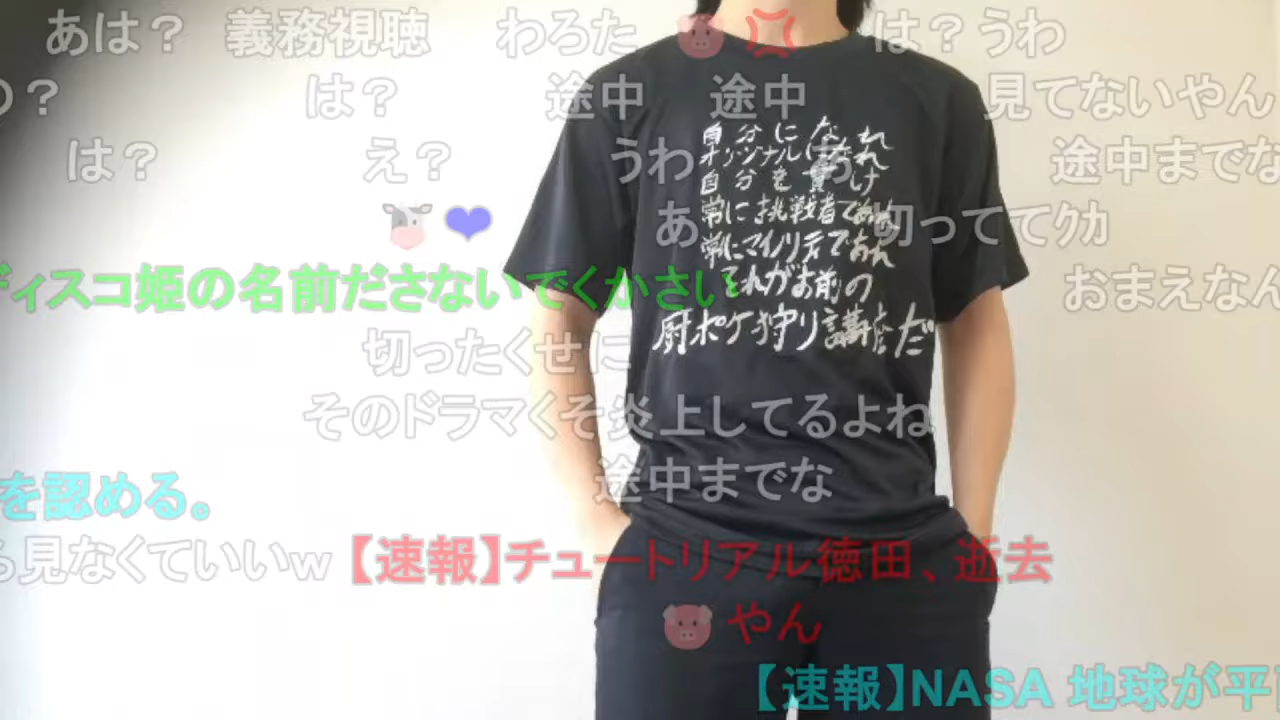 あは？ 義務視聴 わろた は？うわ
？ は？ 途中 途中 見てないやん
は？ え？ うわ 途中までな
自分になれ
オリジナルはだれ
自分を貫け
常に挑戦者であれ
常にマイノリティであれ
それがお前の
厨ポケ狩り講座だ
あ 切っててｸｶ
ディスコ姫の名前ださないでくかさい おまえなん
切ったくせに
そのドラマくそ炎上してるよね
途中までな
を認める。
見なくていいw 【速報】チュートリアル徳田、逝去
やん
【速報】NASA 地球が平